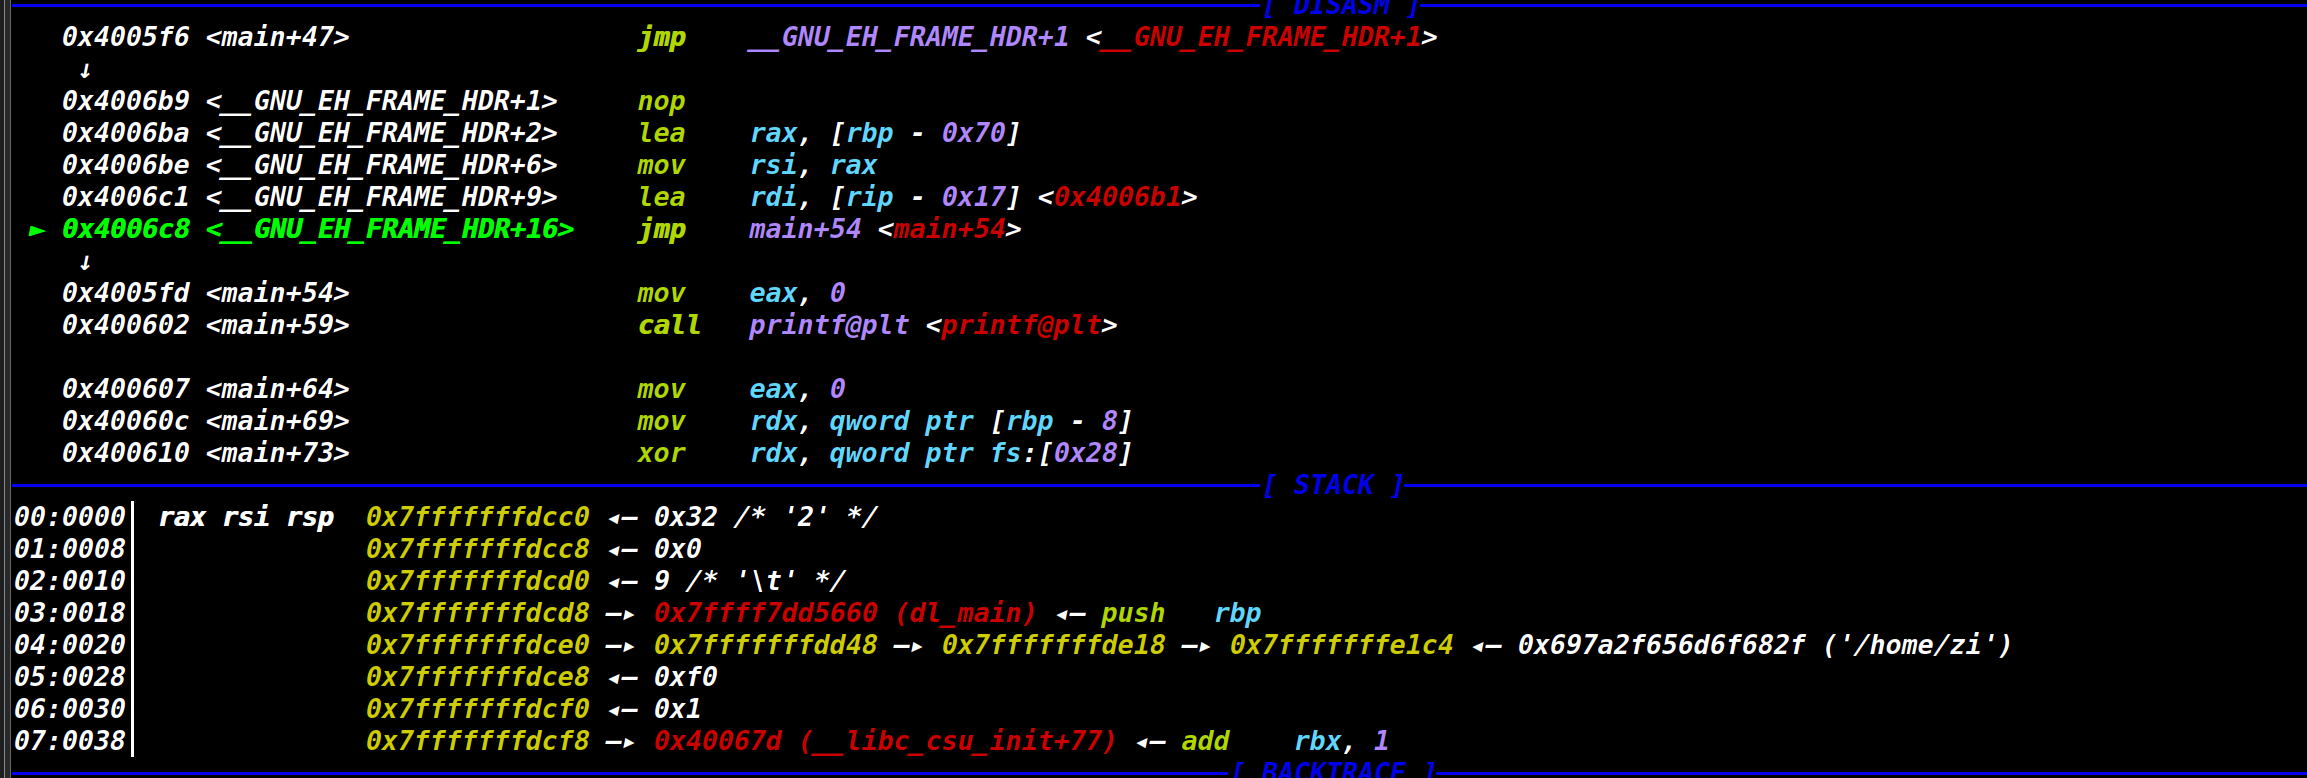 [ DISASM ]
0x4005f6 <main+47> jmp __GNU_EH_FRAME_HDR+1 <__GNU_EH_FRAME_HDR+1>
↓
0x4006b9 <__GNU_EH_FRAME_HDR+1> nop
0x4006ba <__GNU_EH_FRAME_HDR+2> lea rax, [rbp - 0x70]
0x4006be <__GNU_EH_FRAME_HDR+6> mov rsi, rax
0x4006c1 <__GNU_EH_FRAME_HDR+9> lea rdi, [rip - 0x17] <0x4006b1>
► 0x4006c8 <__GNU_EH_FRAME_HDR+16> jmp main+54 <main+54>
↓
0x4005fd <main+54> mov eax, 0
0x400602 <main+59> call printf@plt <printf@plt>
0x400607 <main+64> mov eax, 0
0x40060c <main+69> mov rdx, qword ptr [rbp - 8]
0x400610 <main+73> xor rdx, qword ptr fs:[0x28]
[ STACK ]
00:0000│ rax rsi rsp 0x7fffffffdcc0 ◂— 0x32 /* '2' */
01:0008│ 0x7fffffffdcc8 ◂— 0x0
02:0010│ 0x7fffffffdcd0 ◂— 9 /* '\t' */
03:0018│ 0x7fffffffdcd8 —▸ 0x7ffff7dd5660 (dl_main) ◂— push rbp
04:0020│ 0x7fffffffdce0 —▸ 0x7fffffffdd48 —▸ 0x7fffffffde18 —▸ 0x7fffffffe1c4 ◂— 0x697a2f656d6f682f ('/home/zi')
05:0028│ 0x7fffffffdce8 ◂— 0xf0
06:0030│ 0x7fffffffdcf0 ◂— 0x1
07:0038│ 0x7fffffffdcf8 —▸ 0x40067d (__libc_csu_init+77) ◂— add rbx, 1
[ BACKTRACE ]